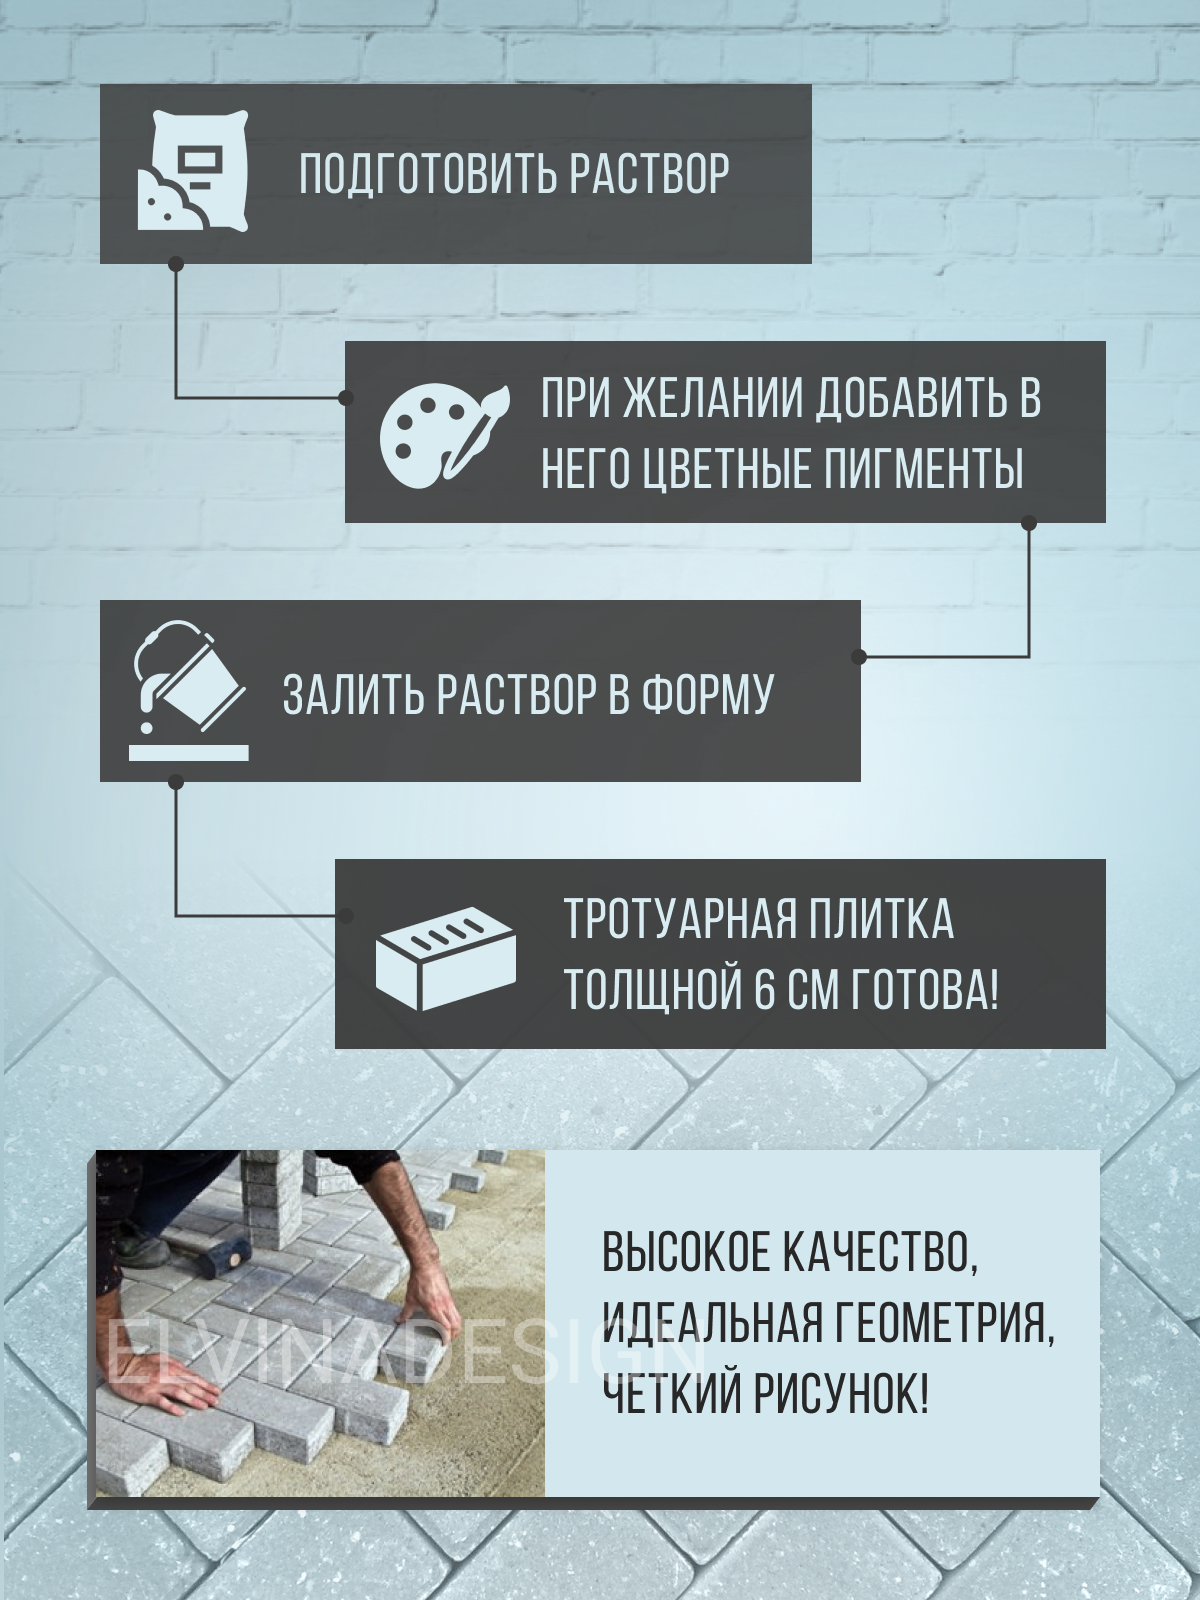 ПОДГОТОВИТЬ РАСТВОР
ПРИ ЖЕЛАНИИ ДОБАВИТЬ В
НЕГО ЦВЕТНЫЕ ПИГМЕНТЫ
ЗАЛИТЬ РАСТВОР В ФОРМУ
ТРОТУАРНАЯ ПЛИТКА
ТОЛЩНОЙ 6 СМ ГОТОВА!
ВЫСОКОЕ КАЧЕСТВО,
ИДЕАЛЬНАЯ ГЕОМЕТРИЯ,
ЧЕТКИЙ РИСУНОК!
ELVINADESIGN